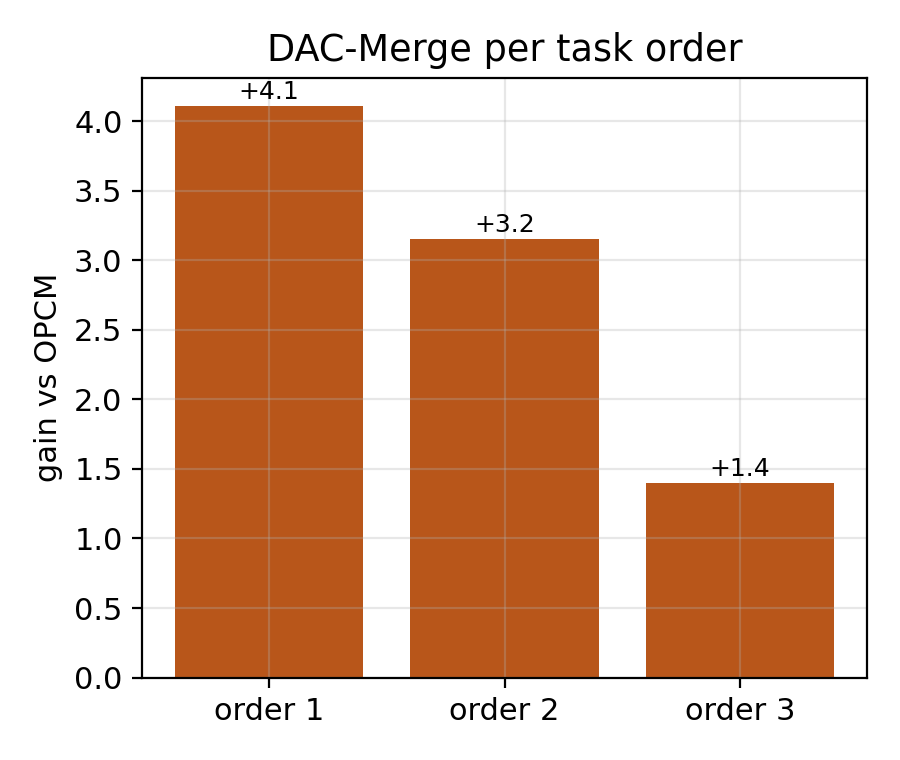 DAC-Merge per task order
gain vs OPCM
4.0
3.5
3.0
2.5
2.0
1.5
1.0
0.5
0.0
+4.1
+3.2
+1.4
order 1
order 2
order 3